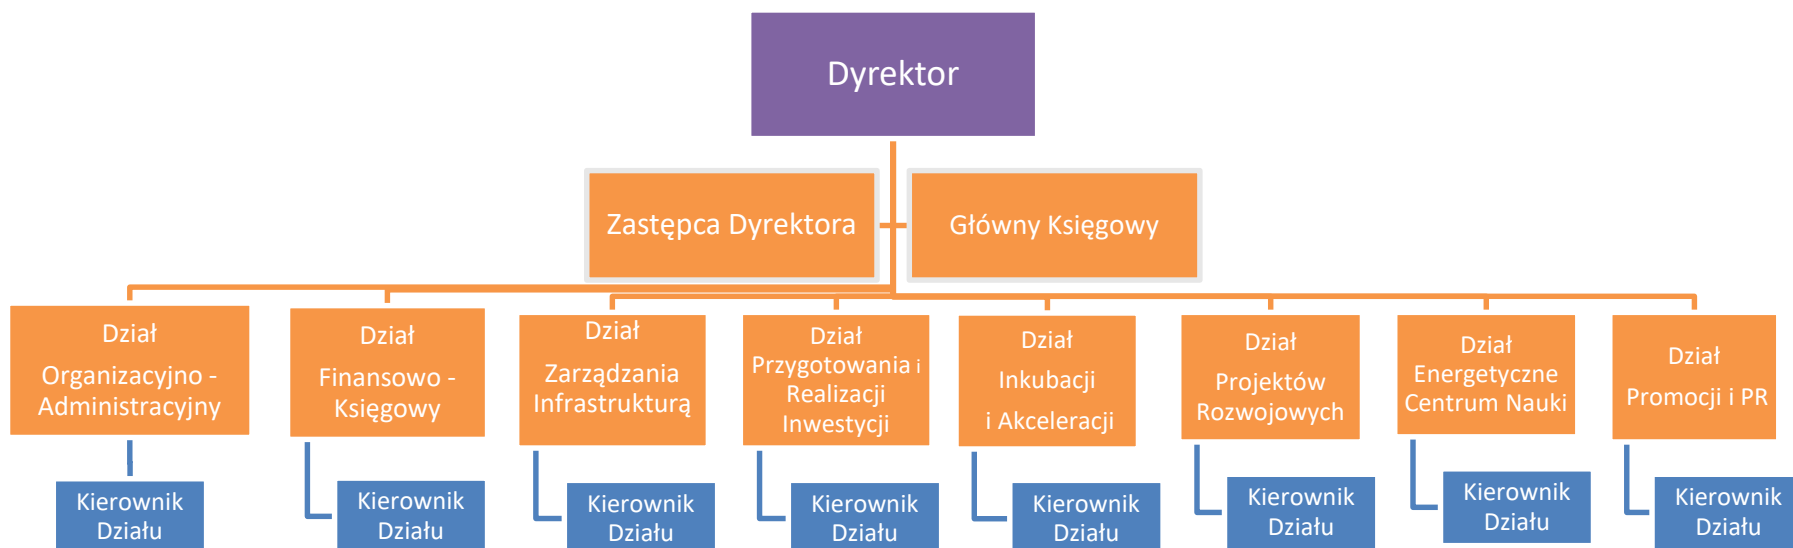 Dyrektor
Zastępca Dyrektora
Główny Księgowy
Dział
Organizacyjno -
Administracyjny
Dział
Finansowo -
Księgowy
Dział
Zarządzania
Infrastrukturą
Dział
Przygotowania i
Realizacji
Inwestycji
Dział
Inkubacji
i Akceleracji
Dział
Projektów
Rozwojowych
Dział
Energetyczne
Centrum Nauki
Dział
Promocji i PR
Kierownik
Działu
Kierownik
Działu
Kierownik
Działu
Kierownik
Działu
Kierownik
Działu
Kierownik
Działu
Kierownik
Działu
Kierownik
Działu